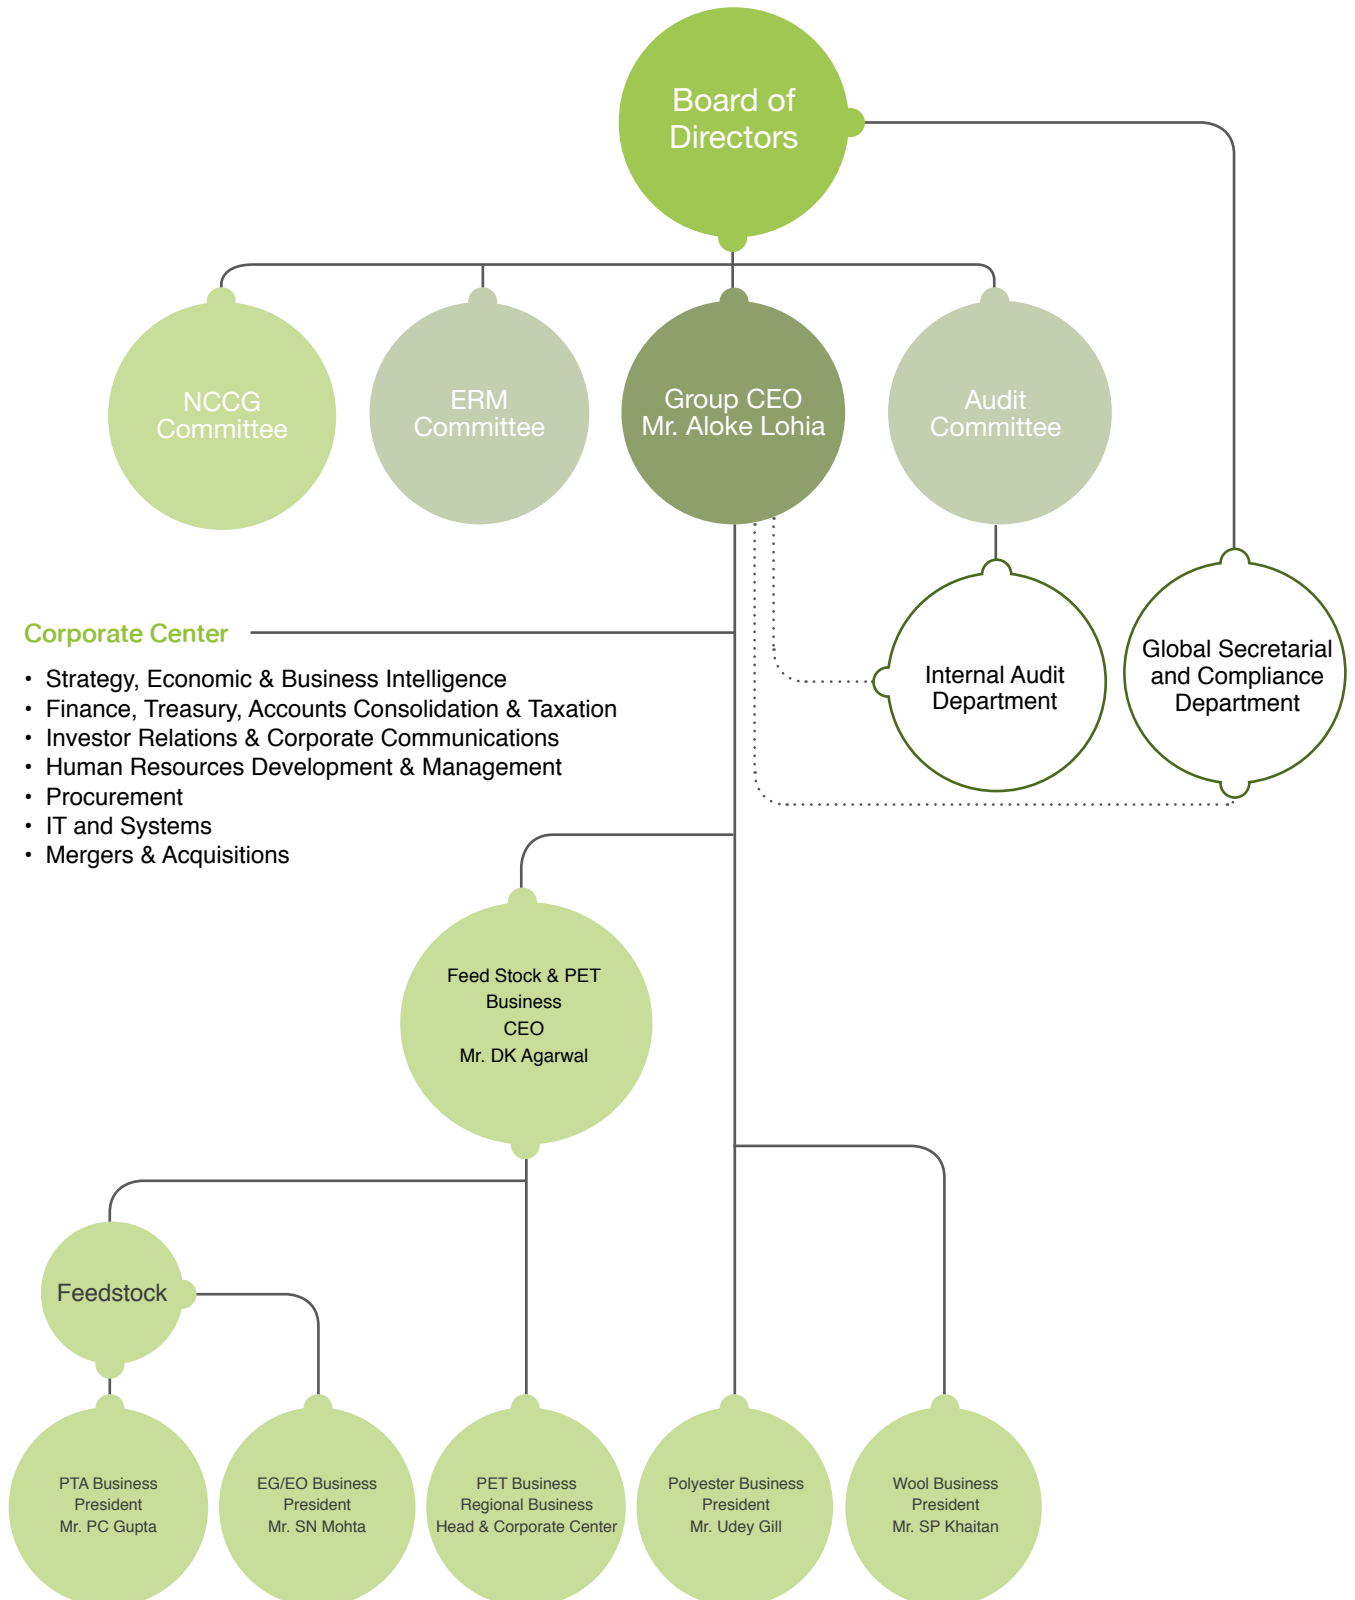 Board of
Directors
NCCG
Committee
ERM
Committee
Group CEO
Mr. Aloke Lohia
Audit
Committee
Corporate Center
• Strategy, Economic & Business Intelligence
• Finance, Treasury, Accounts Consolidation & Taxation
• Investor Relations & Corporate Communications
• Human Resources Development & Management
• Procurement
• IT and Systems
• Mergers & Acquisitions
Internal Audit
Department
Global Secretarial
and Compliance
Department
Feed Stock & PET
Business
CEO
Mr. DK Agarwal
Feedstock
PTA Business
President
Mr. PC Gupta
EG/EO Business
President
Mr. SN Mohta
PET Business
Regional Business
Head & Corporate Center
Polyester Business
President
Mr. Udey Gill
Wool Business
President
Mr. SP Khaitan